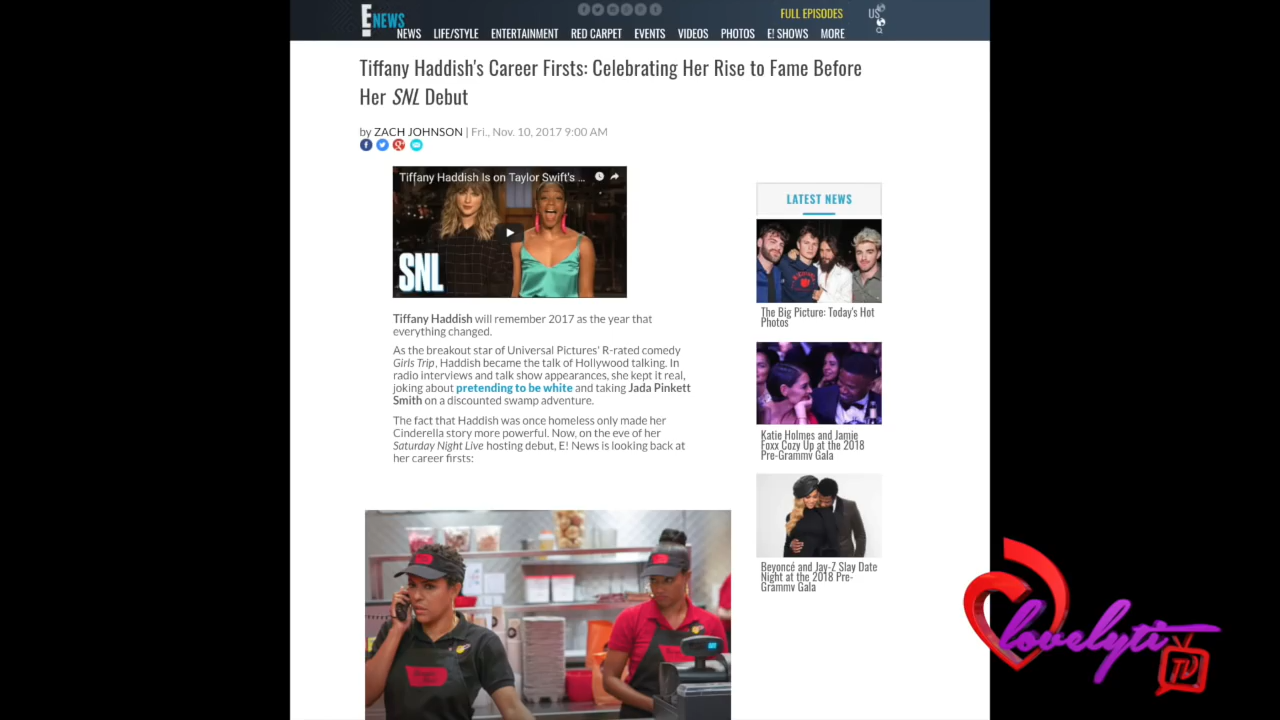 E NEWS
FULL EPISODES
US
NEWS LIFE/STYLE ENTERTAINMENT RED CARPET EVENTS VIDEOS PHOTOS E! SHOWS MORE
Tiffany Haddish's Career Firsts: Celebrating Her Rise to Fame Before
Her SNL Debut
by ZACH JOHNSON | Fri., Nov. 10, 2017 9:00 AM
Tiffany Haddish Is on Taylor Swift's ...
SNL
Tiffany Haddish will remember 2017 as the year that
everything changed.
As the breakout star of Universal Pictures' R-rated comedy
Girls Trip, Haddish became the talk of Hollywood talking. In
radio interviews and talk show appearances, she kept it real,
joking about pretending to be white and taking Jada Pinkett
Smith on a discounted swamp adventure.
The fact that Haddish was once homeless only made her
Cinderella story more powerful. Now, on the eve of her
Saturday Night Live hosting debut, E! News is looking back at
her career firsts:
LATEST NEWS
The Big Picture: Today's Hot
Photos
Katie Holmes and Jamie
Foxx Cozy Up at the 2018
Pre-Grammy Gala
Beyoncé and Jay-Z Slay Date
Night at the 2018 Pre-
Grammy Gala
lovelyti
TV